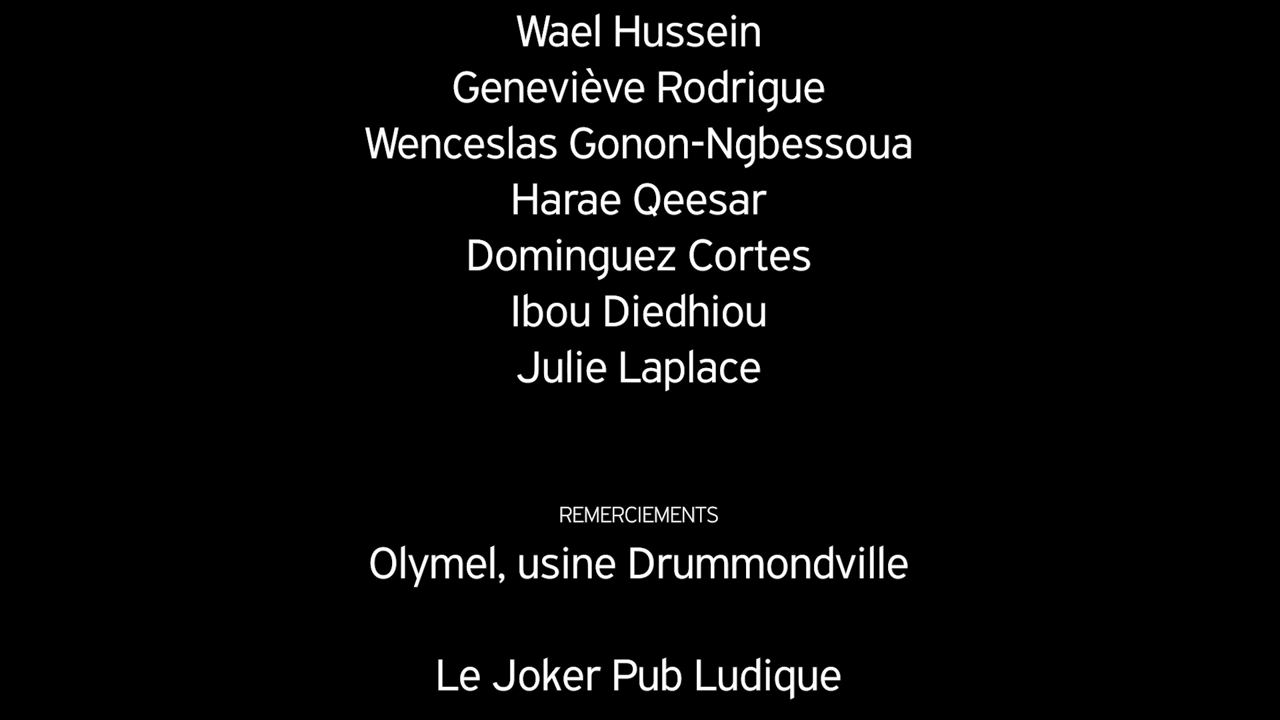 Wael Hussein
Geneviève Rodrigue
Wenceslas Gonon-Ngbessoua
Harae Qeesar
Dominguez Cortes
Ibou Diedhiou
Julie Laplace
REMERCIEMENTS
Olymel, usine Drummondville
Le Joker Pub Ludique